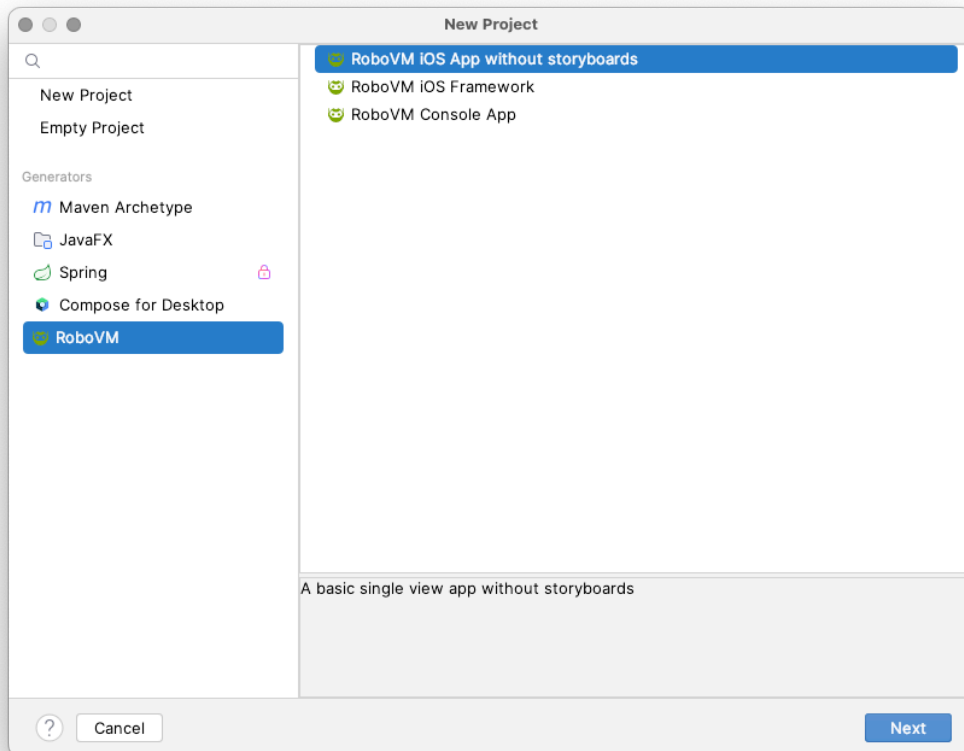 New Project
New Project
Empty Project
Generators
Maven Archetype
JavaFX
Spring
Compose for Desktop
RoboVM
RoboVM iOS App without storyboards
RoboVM iOS Framework
RoboVM Console App
A basic single view app without storyboards
?
Cancel
Next